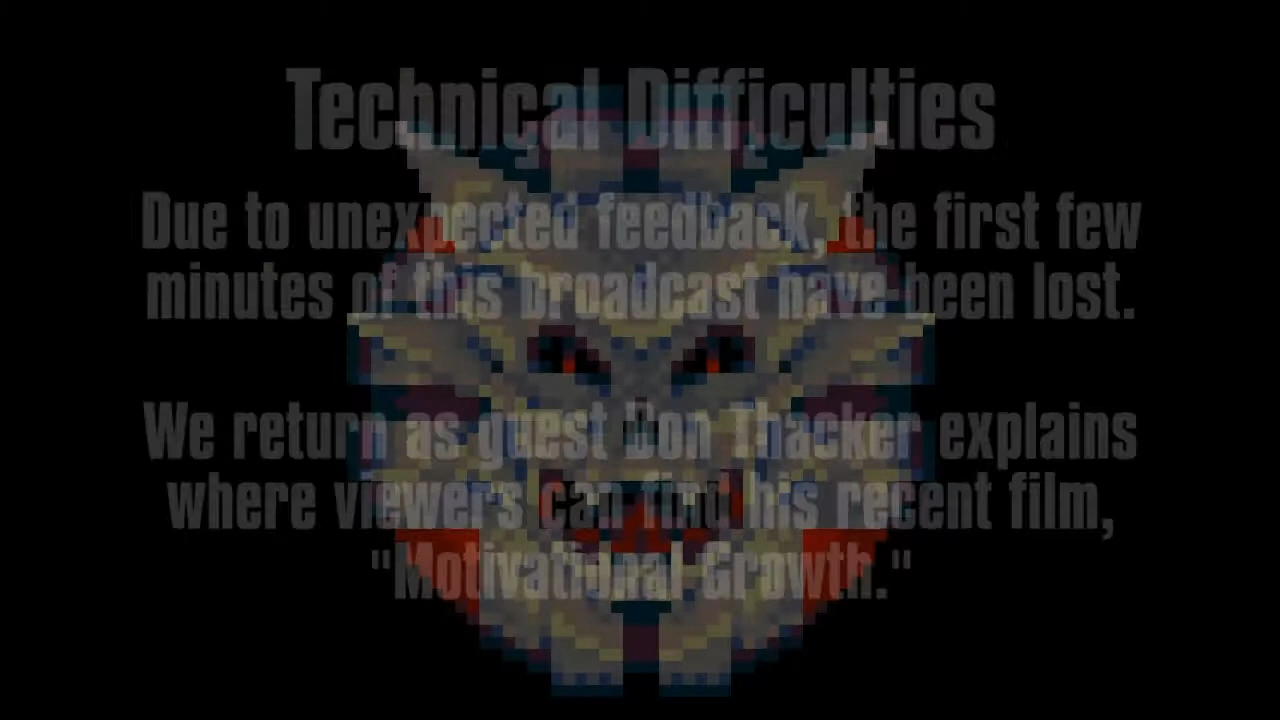 Technical Difficulties
Due to unexpected feedback, the first few
minutes of this broadcast have been lost.
We return as guest Don Thacker explains
where viewers can find his recent film,
"Motivational Growth."